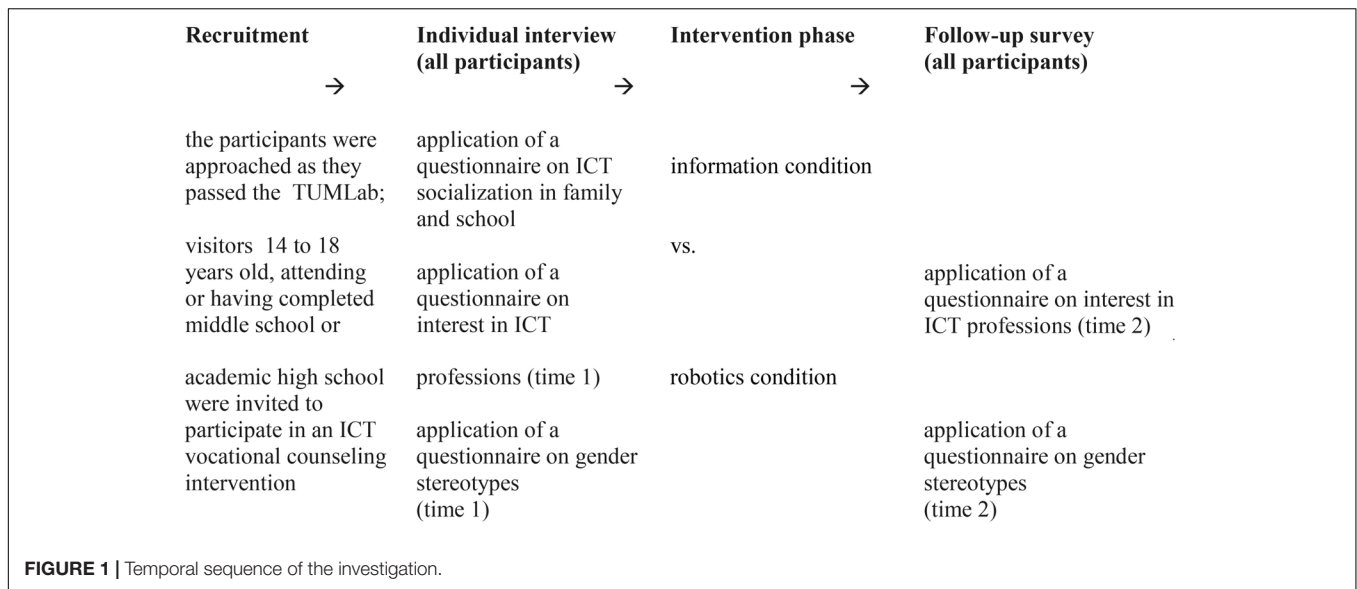 Recruitment
→
the participants were
approached as they
passed the TUMLab;
visitors 14 to 18
years old, attending
or having completed
middle school or
academic high school
were invited to
participate in an ICT
vocational counseling
intervention
Individual interview
(all participants)
→
application of a
questionnaire on ICT
socialization in family
and school
application of a
questionnaire on
interest in ICT
professions (time 1)
application of a
questionnaire on gender
stereotypes
(time 1)
Intervention phase
→
information condition
vs.
robotics condition
Follow-up survey
(all participants)
application of a
questionnaire on interest in
ICT professions (time 2)
application of a
questionnaire on gender
stereotypes
(time 2)
FIGURE 1 | Temporal sequence of the investigation.